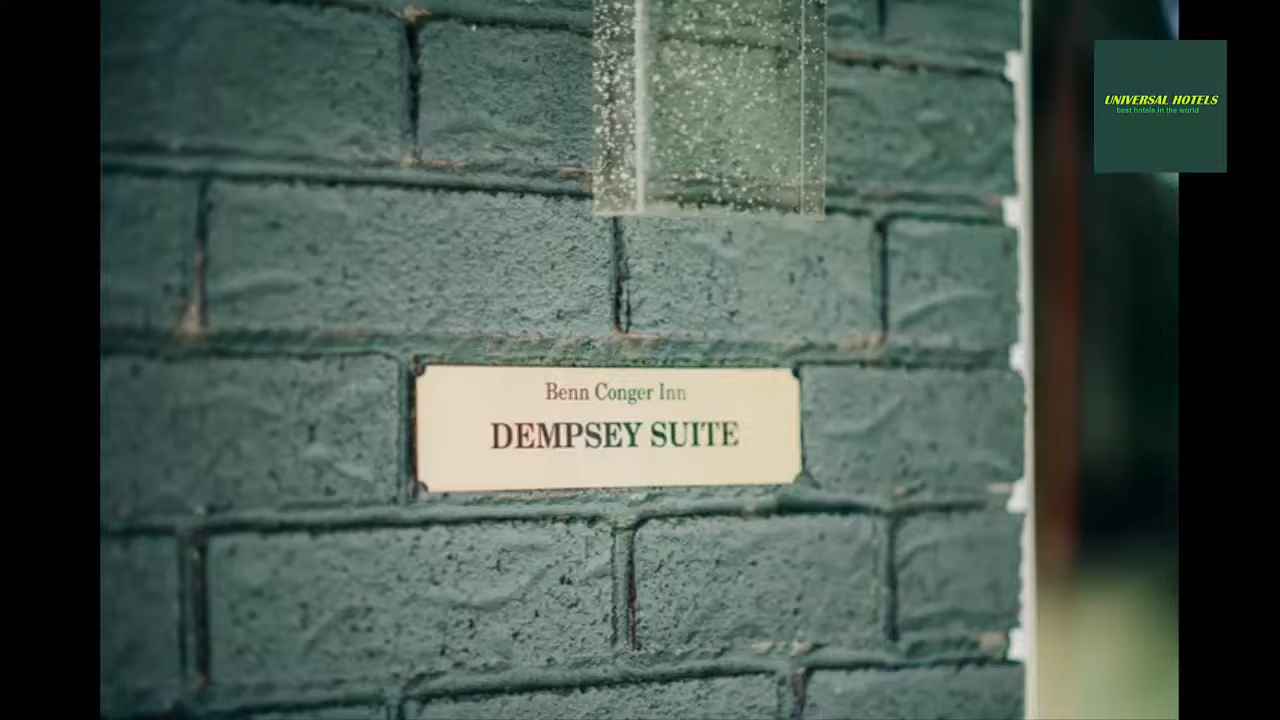 UNIVERSAL HOTELS
best hotels in the world
Benn Conger Inn
DEMPSEY SUITE